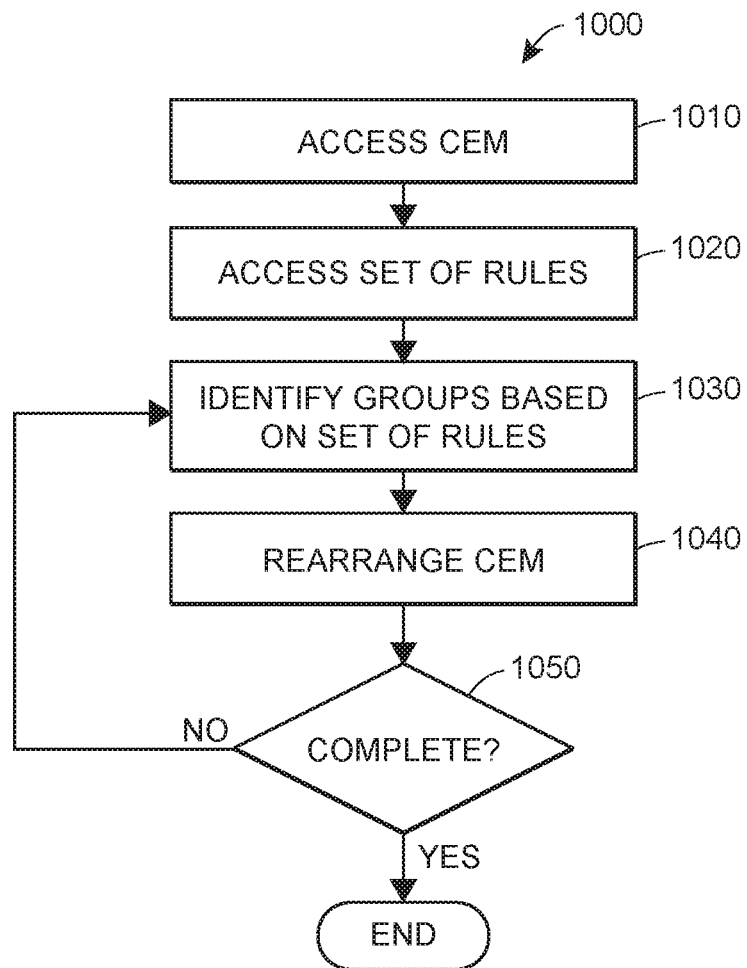 1000
ACCESS CEM
1010
ACCESS SET OF RULES
1020
IDENTIFY GROUPS BASED
ON SET OF RULES
1030
REARRANGE CEM
1040
1050
COMPLETE?
NO
YES
END